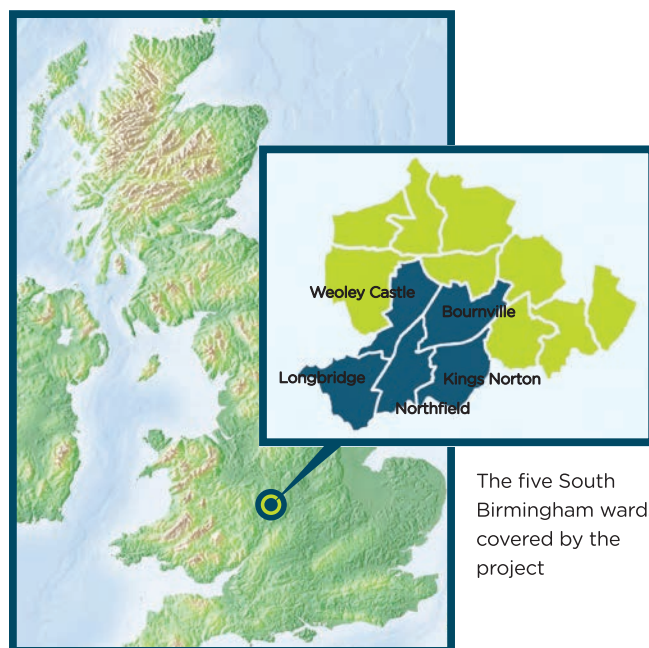 Weoley Castle
Bournville
Longbridge
Kings Norton
Northfield
The five South
Birmingham ward
covered by the
project